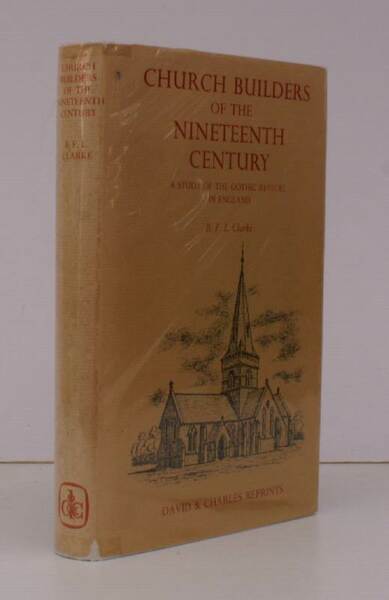 CHURCH
BUILDERS
OF THE
NINETEENTH
CENTURY
B. F. L.
CLARKE
CHURCH BUILDERS
OF THE
NINETEENTH
CENTURY
A STUDY OF THE GOTHIC REVIVAL
IN ENGLAND
B. F. L. Clarke
DAVID & CHARLES REPRINTS